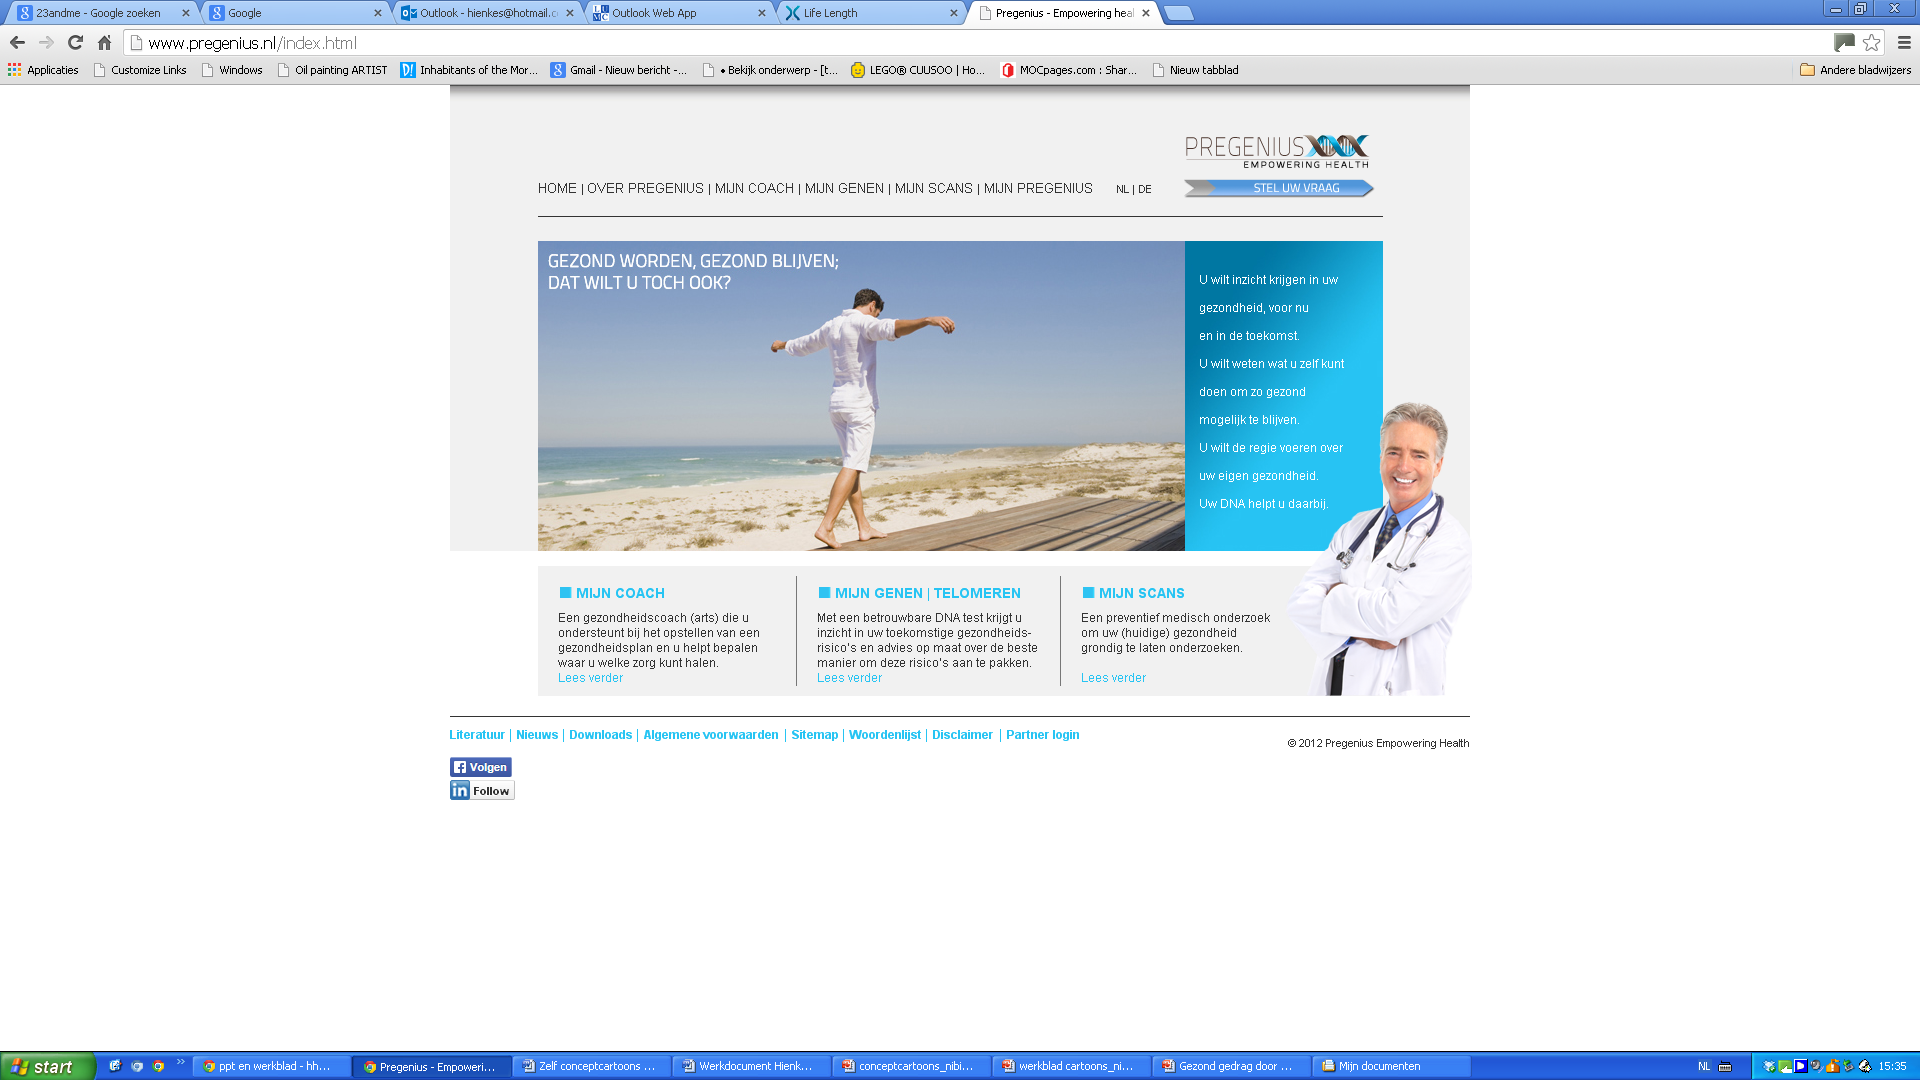 23andme - Google zoeken
Google
Outlook - hienkes@hotmail.c
Outlook Web App
Life Length
Pregenius - Empowering heal
www.pregenius.nl/index.html
Applicaties
Customize Links
Windows
Oil painting ARTIST
Inhabitants of the Mor...
Gmail - Nieuw bericht -...
• Bekijk onderwerp - [t...
LEGO® CUUSOO | Ho...
MOCpages.com : Shar...
Nieuw tabblad
Andere bladwijzers
PREGENIUS
EMPOWERING HEALTH
HOME | OVER PREGENIUS | MIJN COACH | MIJN GENEN | MIJN SCANS | MIJN PREGENIUS
NL | DE
STEL UW VRAAG
GEZOND WORDEN, GEZOND BLIJVEN;
DAT WILT U TOCH OOK?
U wilt inzicht krijgen in uw
gezondheid, voor nu
en in de toekomst.
U wilt weten wat u zelf kunt
doen om zo gezond
mogelijk te blijven.
U wilt de regie voeren over
uw eigen gezondheid.
Uw DNA helpt u daarbij.
MIJN COACH
Een gezondheidscoach (arts) die u
ondersteunt bij het opstellen van een
gezondheidsplan en u helpt bepalen
waar u welke zorg kunt halen.
Lees verder
MIJN GENEN | TELOMEREN
Met een betrouwbare DNA test krijgt u
inzicht in uw toekomstige gezondheids-
risico's en advies op maat over de beste
manier om deze risico's aan te pakken.
Lees verder
MIJN SCANS
Een preventief medisch onderzoek
om uw (huidige) gezondheid
grondig te laten onderzoeken.
Lees verder
Literatuur | Nieuws | Downloads | Algemene voorwaarden | Sitemap | Woordenlijst | Disclaimer | Partner login
© 2012 Pregenius Empowering Health
Volgen
in Follow
start
ppt en werkblad - hh...
Pregenius - Empoweri...
Zelf conceptcartoons ...
Werkdocument Hienk...
conceptcartoons_nibi...
werkblad cartoons_ni...
Gezond gedrag door ...
Mijn documenten
NL
15:35